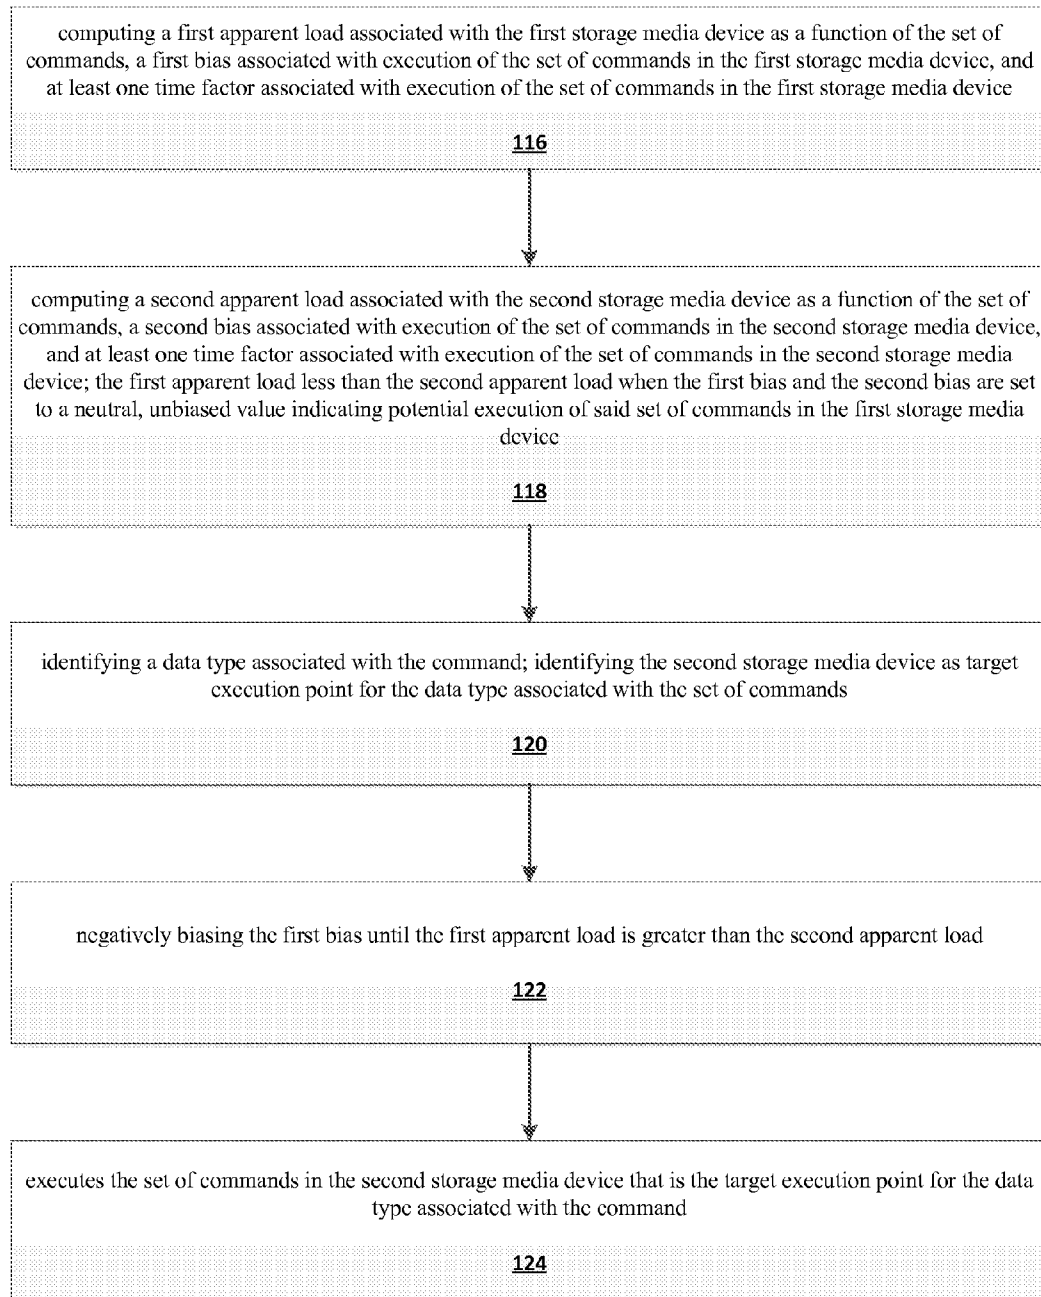 computing a first apparent load associated with the first storage media device as a function of the set of
commands, a first bias associated with execution of the set of commands in the first storage media device, and
at least one time factor associated with execution of the set of commands in the first storage media device
116
computing a second apparent load associated with the second storage media device as a function of the set of
commands, a second bias associated with execution of the set of commands in the second storage media device,
and at least one time factor associated with execution of the set of commands in the second storage media
device; the first apparent load less than the second apparent load when the first bias and the second bias are set
to a neutral, unbiased value indicating potential execution of said set of commands in the first storage media
device
118
identifying a data type associated with the command; identifying the second storage media device as target
execution point for the data type associated with the set of commands
120
negatively biasing the first bias until the first apparent load is greater than the second apparent load
122
executes the set of commands in the second storage media device that is the target execution point for the data
type associated with the command
124